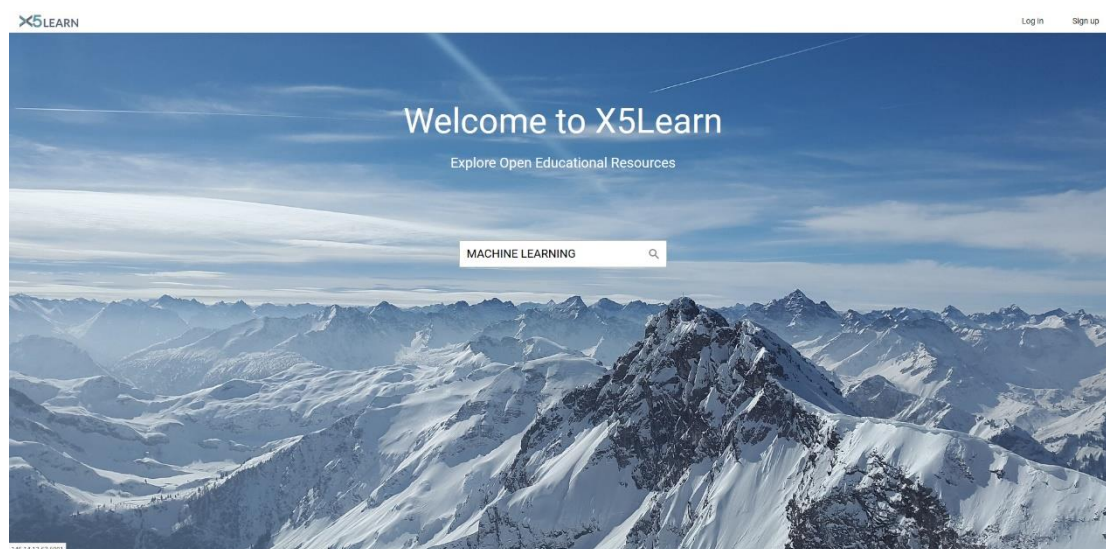 X5LEARN
Log in Sign up
Welcome to X5Learn
Explore Open Educational Resources
MACHINE LEARNING